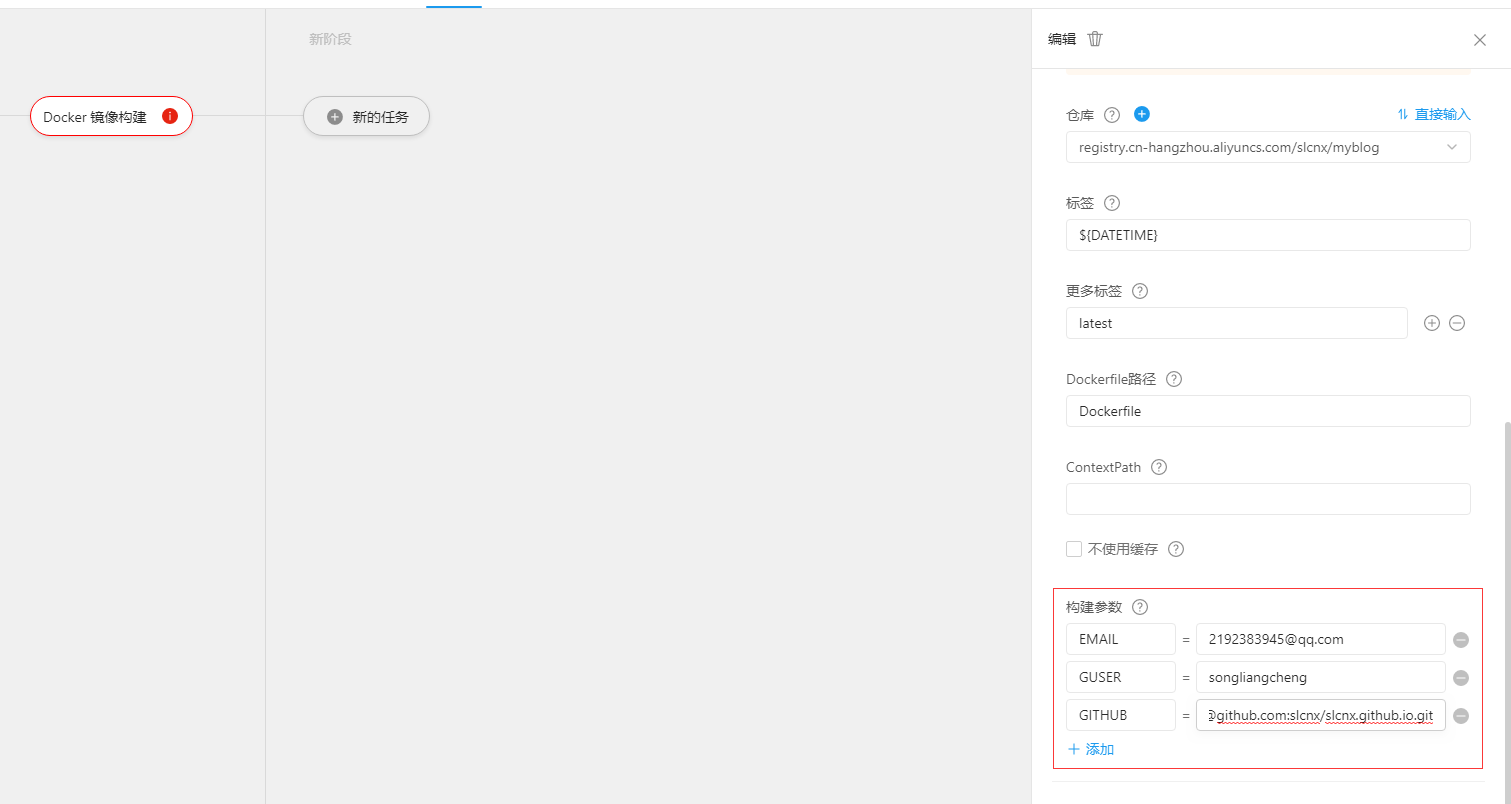 新阶段
Docker 镜像构建
新的任务
编辑
仓库
直接输入
registry.cn-hangzhou.aliyuncs.com/slcnx/myblog
标签
${DATETIME}
更多标签
latest
Dockerfile路径
Dockerfile
ContextPath
不使用缓存
构建参数
EMAIL = 2192383945@qq.com
GUSER = songliangcheng
GITHUB = @github.com:slcnx/slcnx.github.io.git
添加